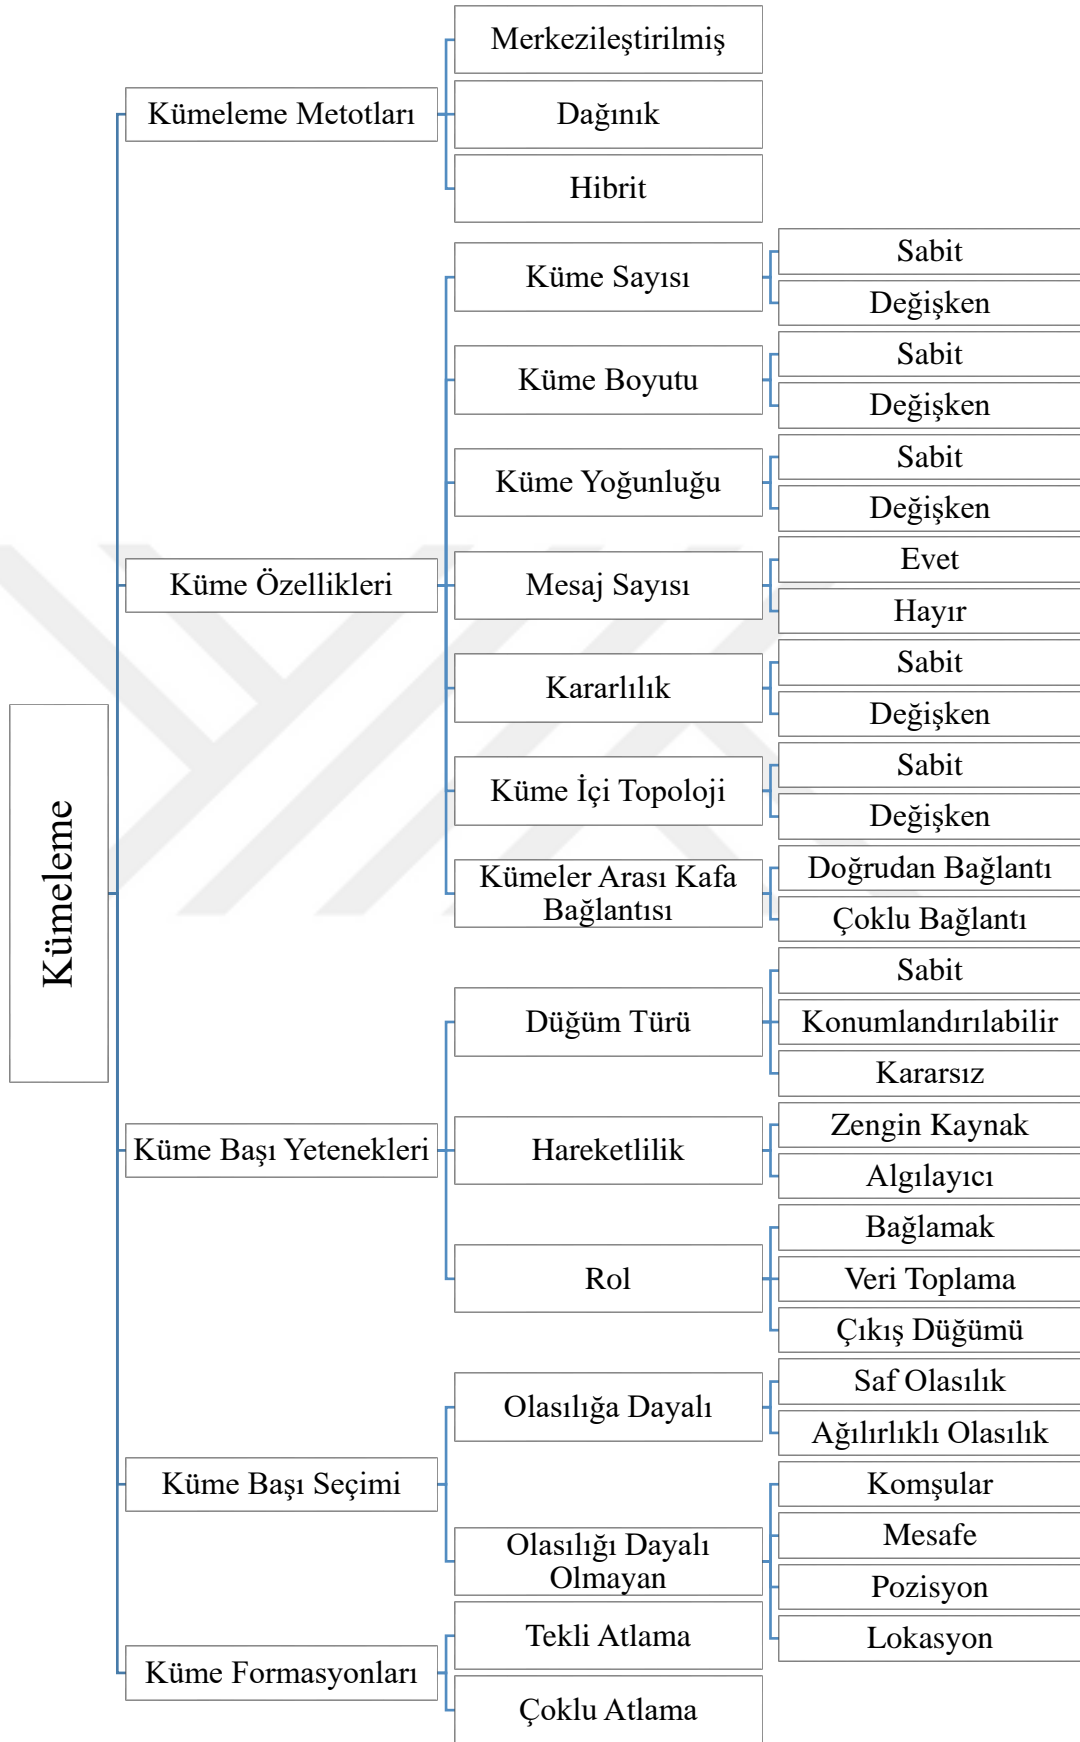 Kümeleme
Kümeleme Metotları
Merkezileştirilmiş
Dağınık
Hibrit
Küme Özellikleri
Küme Sayısı
Sabit
Değişken
Küme Boyutu
Sabit
Değişken
Küme Yoğunluğu
Sabit
Değişken
Mesaj Sayısı
Evet
Hayır
Kararlılık
Sabit
Değişken
Küme İçi Topoloji
Sabit
Değişken
Kümeler Arası Kafa
Bağlantısı
Doğrudan Bağlantı
Çoklu Bağlantı
Küme Başı Yetenekleri
Düğüm Türü
Sabit
Konumlandırılabilir
Kararsız
Hareketlilik
Zengin Kaynak
Algılayıcı
Rol
Bağlamak
Veri Toplama
Çıkış Düğümü
Küme Başı Seçimi
Olasılığa Dayalı
Saf Olasılık
Ağılırlıklı Olasılık
Olasılığı Dayalı
Olmayan
Komşular
Mesafe
Pozisyon
Lokasyon
Küme Formasyonları
Tekli Atlama
Çoklu Atlama